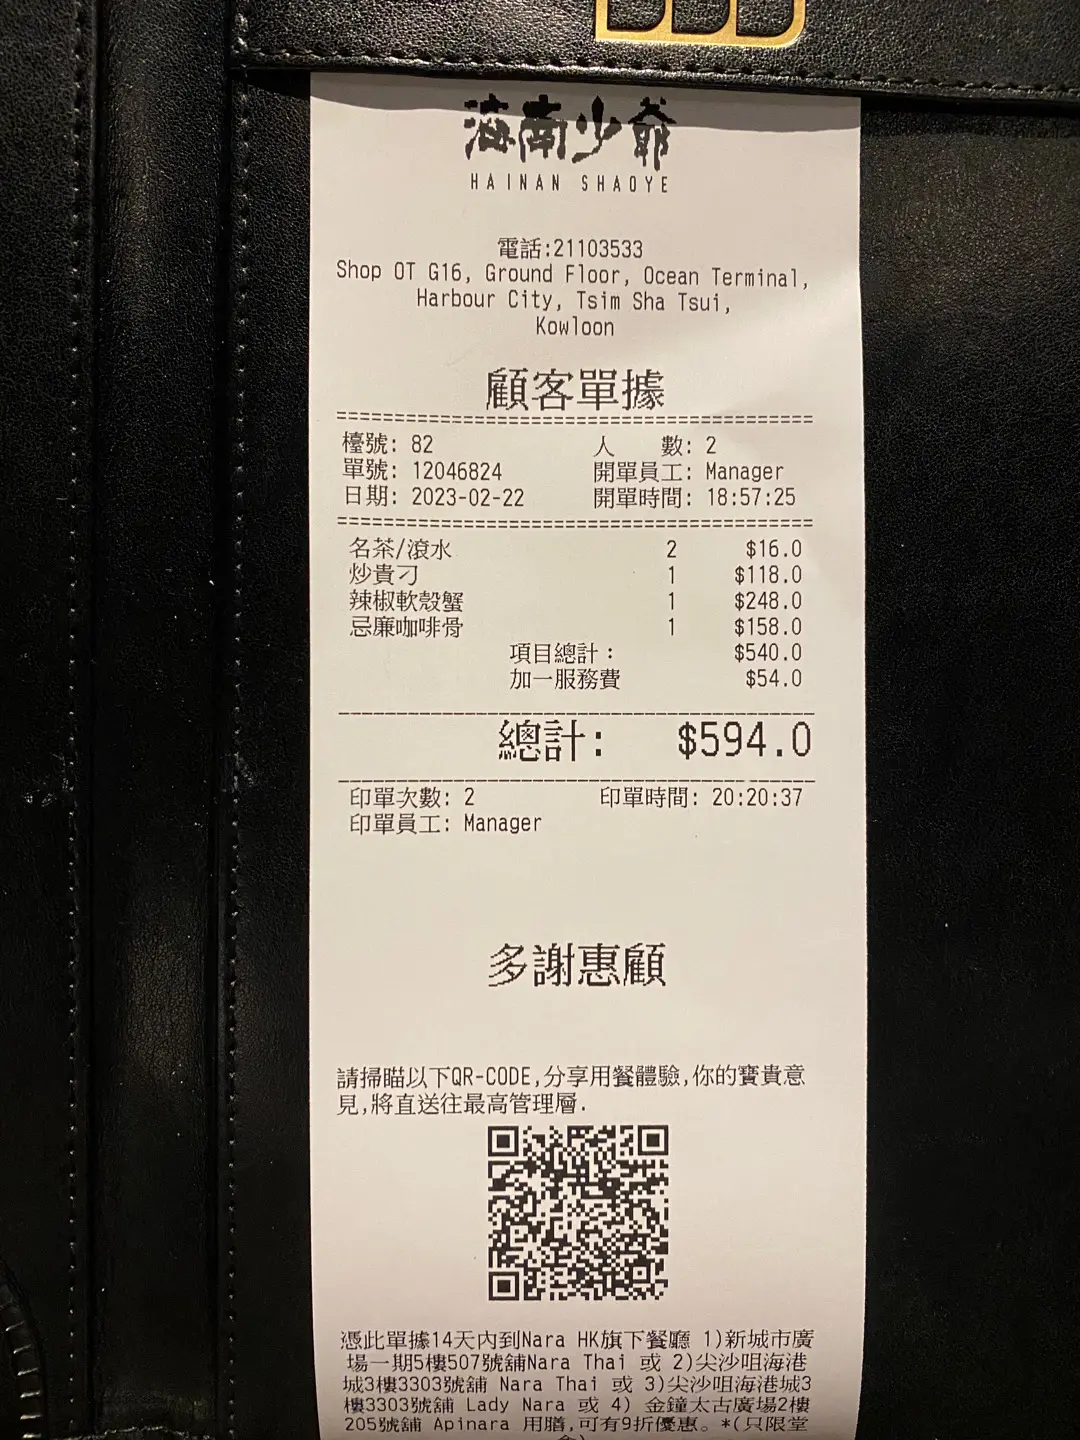 海南少爺
HAINAN SHAOYE
電話:21103533
Shop OT G16, Ground Floor, Ocean Terminal,
Harbour City, Tsim Sha Tsui,
Kowloon
顧客單據
檯號: 82 人 數: 2
單號: 12046824 開單員工: Manager
日期: 2023-02-22 開單時間: 18:57:25
名茶/滾水 2 $16.0
炒貴刁 1 $118.0
辣椒軟殼蟹 1 $248.0
忌廉咖啡骨 1 $158.0
項目總計: $540.0
加一服務費 $54.0
總計: $594.0
印單次數: 2 印單時間: 20:20:37
印單員工: Manager
多謝惠顧
請掃瞄以下QR-CODE,分享用餐體驗,你的寶貴意
見,將直送往最高管理層.
憑此單據14天內到Nara HK旗下餐廳 1)新城市廣
場一期5樓507號舖Nara Thai 或 2)尖沙咀海港
城3樓3303號舖 Nara Thai 或 3)尖沙咀海港城3
樓3303號舖 Lady Nara 或 4) 金鐘太古廣場2樓
205號舖 Apinara 用膳,可有9折優惠。*(只限堂